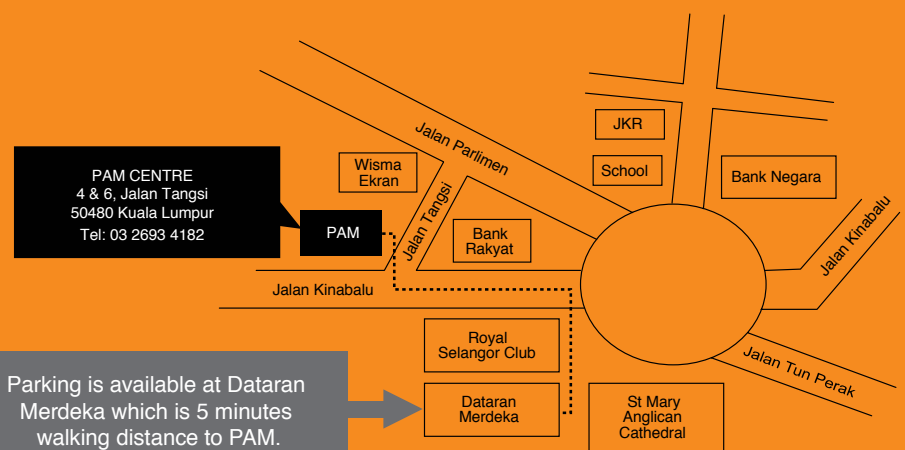 Jalan Parlimen
JKR
School
Bank Negara
Wisma
Ekran
PAM CENTRE
4 & 6, Jalan Tangsi
50480 Kuala Lumpur
Tel: 03 2693 4182
PAM
Jalan Tangsi
Bank
Rakyat
Jalan Kinabalu
Jalan Kinabalu
Royal
Selangor Club
Jalan Tun Perak
Parking is available at Dataran
Merdeka which is 5 minutes
walking distance to PAM.
Dataran
Merdeka
St Mary
Anglican
Cathedral